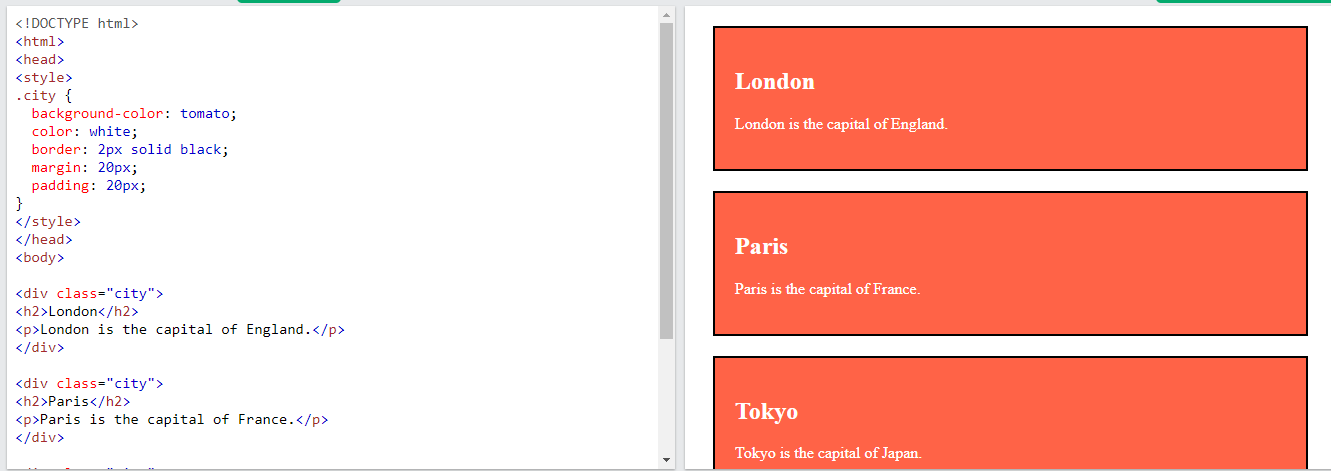 <!DOCTYPE html>
<html>
<head>
<style>
.city {
  background-color: tomato;
  color: white;
  border: 2px solid black;
  margin: 20px;
  padding: 20px;
}
</style>
</head>
<body>
<div class="city">
<h2>London</h2>
<p>London is the capital of England.</p>
</div>
<div class="city">
<h2>Paris</h2>
<p>Paris is the capital of France.</p>
</div>
London
London is the capital of England.
Paris
Paris is the capital of France.
Tokyo
Tokyo is the capital of Japan.